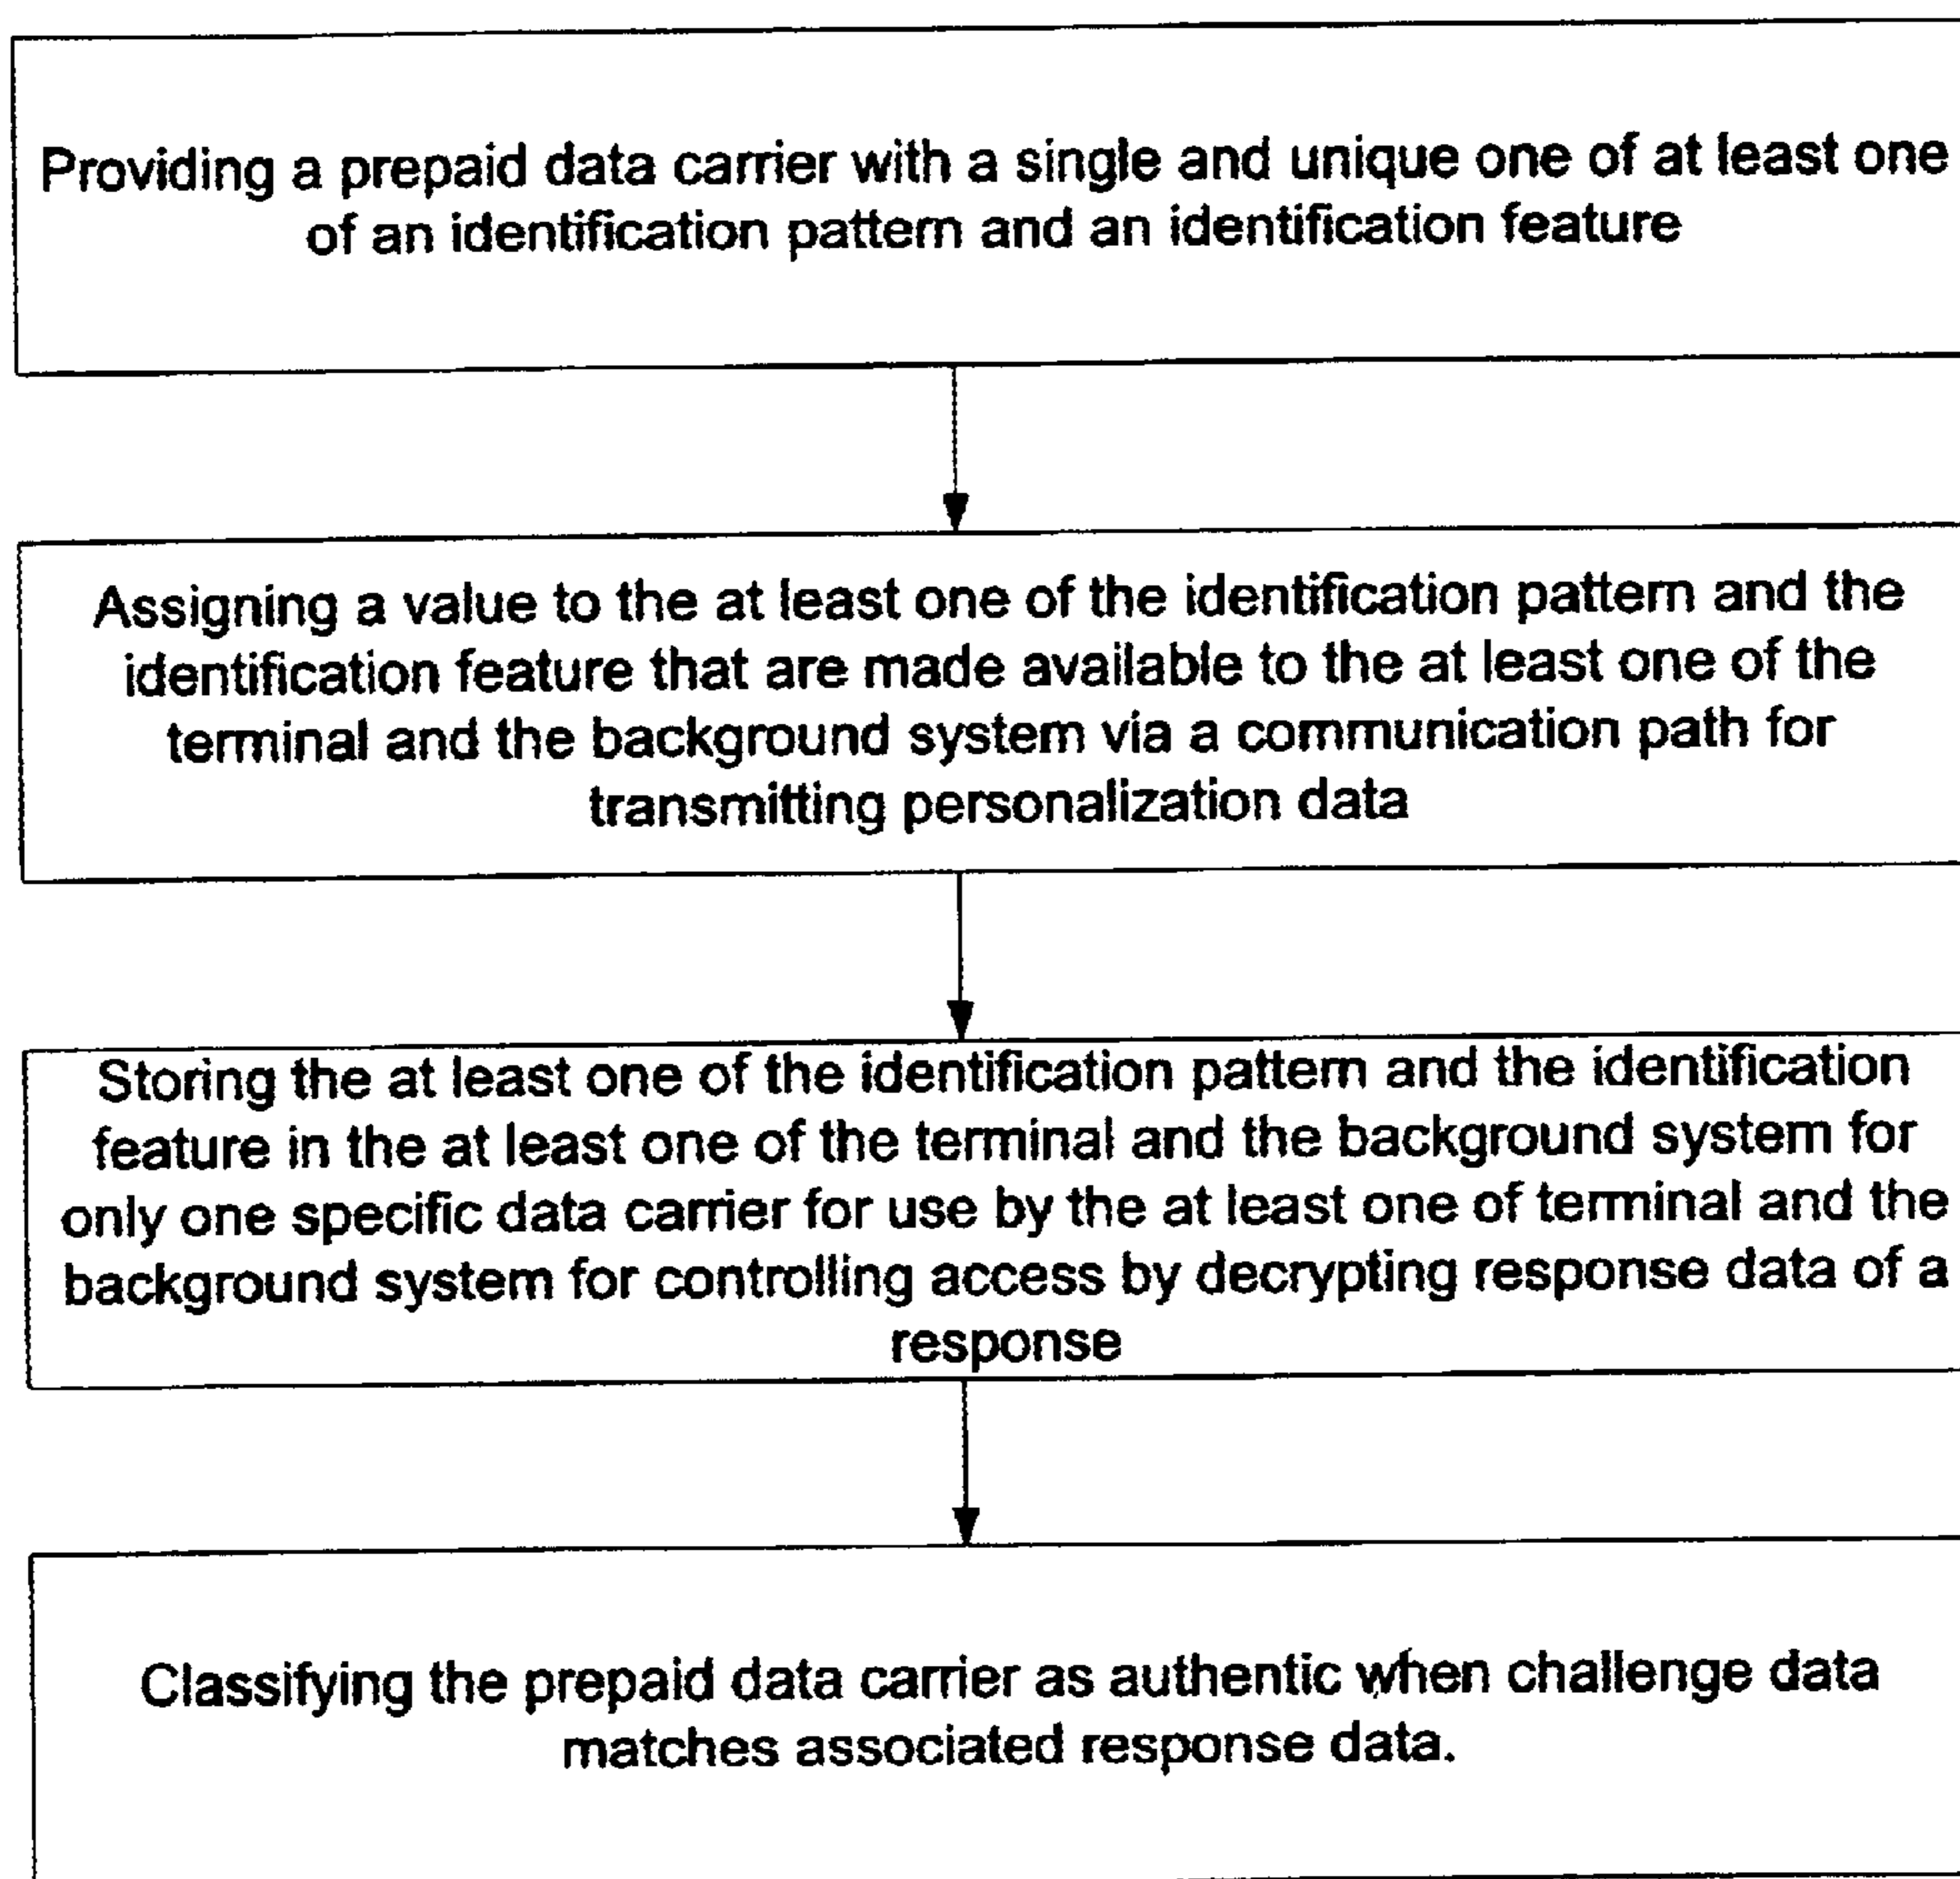 Providing a prepaid data carrier with a single and unique one of at least one
of an identification pattern and an identification feature
Assigning a value to the at least one of the identification pattern and the
identification feature that are made available to the at least one of the
terminal and the background system via a communication path for
transmitting personalization data
Storing the at least one of the identification pattern and the identification
feature in the at least one of the terminal and the background system for
only one specific data carrier for use by the at least one of terminal and the
background system for controlling access by decrypting response data of a
response
Classifying the prepaid data carrier as authentic when challenge data
matches associated response data.